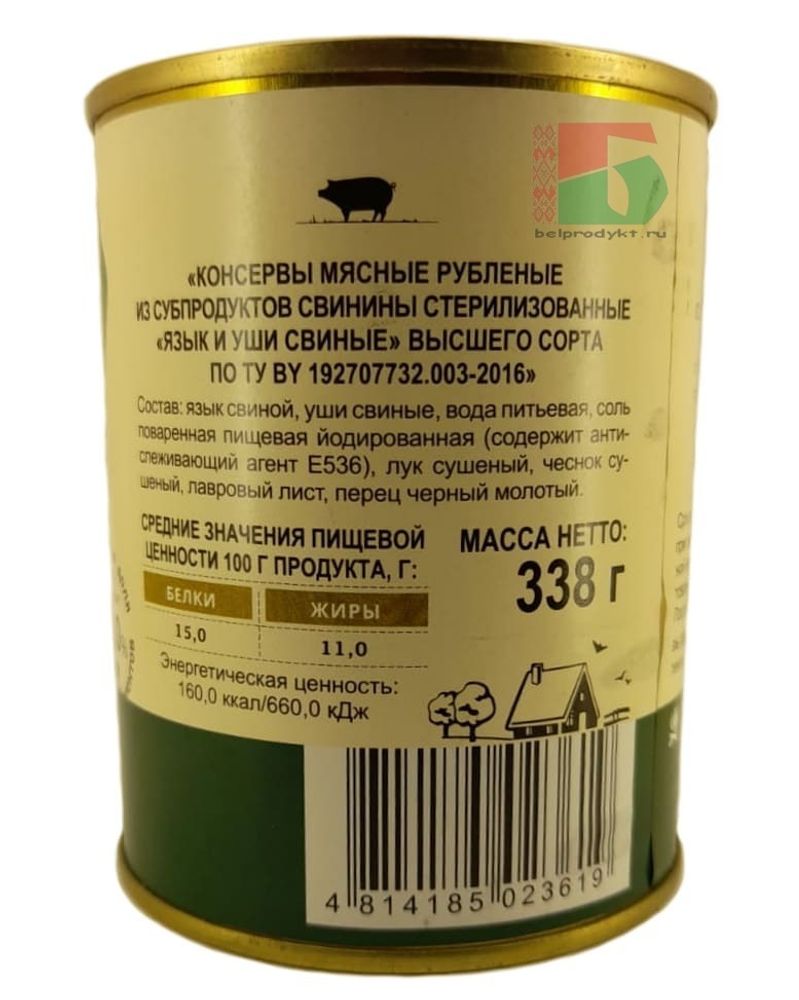 belprodykt.ru
«КОНСЕРВЫ МЯСНЫЕ РУБЛЕНЫЕ
ИЗ СУБПРОДУКТОВ СВИНИНЫ СТЕРИЛИЗОВАННЫЕ
«ЯЗЫК И УШИ СВИНЫЕ» ВЫСШЕГО СОРТА
ПО ТУ BY 192707732.003-2016»
Состав: язык свиной, уши свиные, вода питьевая, соль
поваренная пищевая йодированная (содержит анти-
слеживающий агент Е536), лук сушеный, чеснок су-
шеный, лавровый лист, перец черный молотый.
СРЕДНИЕ ЗНАЧЕНИЯ ПИЩЕВОЙ
ЦЕННОСТИ 100 Г ПРОДУКТА, Г:
БЕЛКИ ЖИРЫ
15,0 11,0
Энергетическая ценность:
160,0 ккал/660,0 кДж
МАССА НЕТТО:
338 г
4 814185 023619